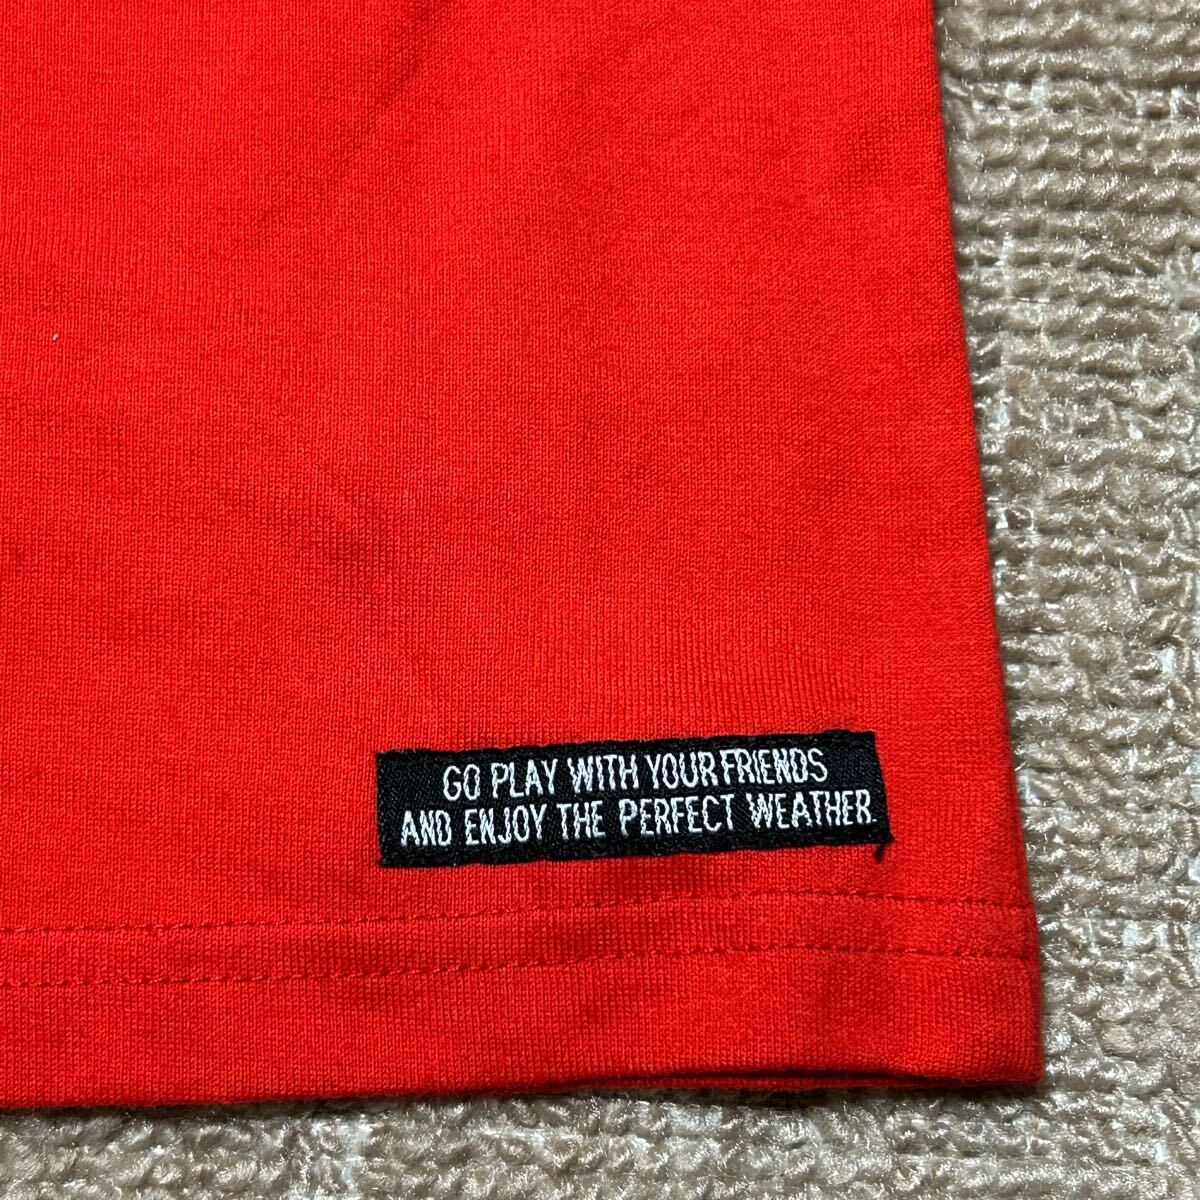 GO PLAY WITH YOUR FRIENDS
AND ENJOY THE PERFECT WEATHER.